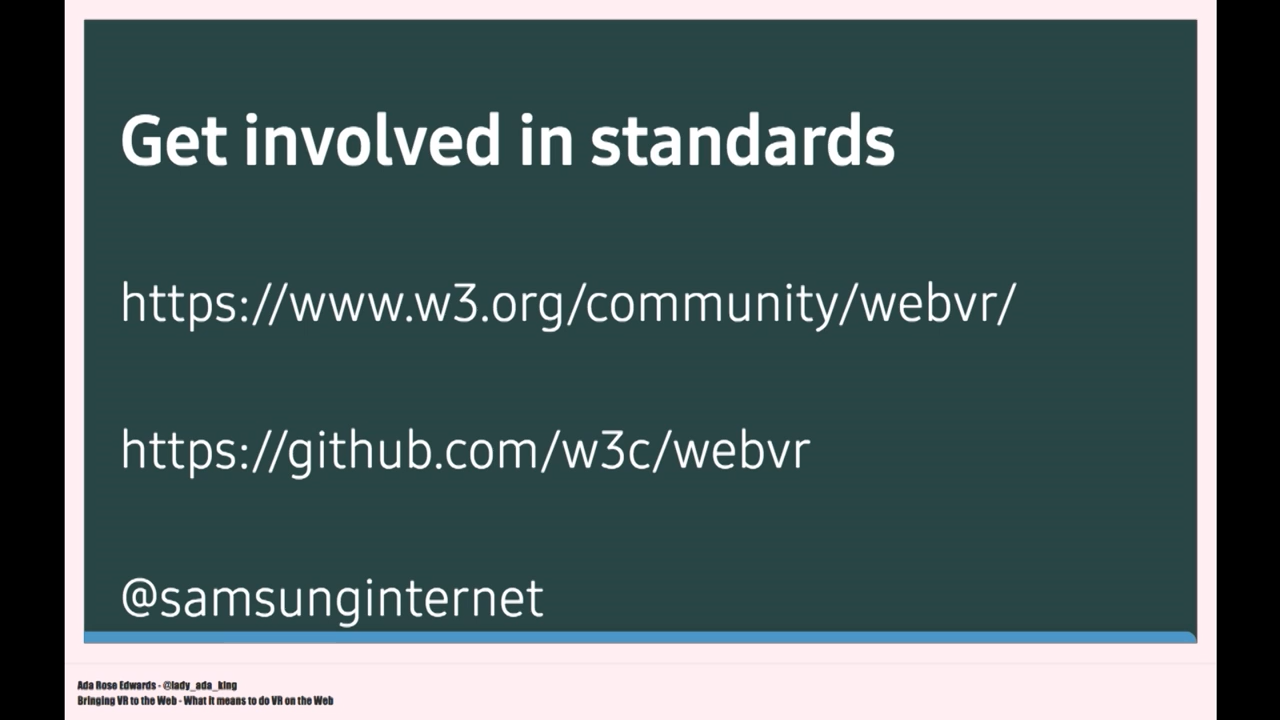 Get involved in standards
https://www.w3.org/community/webvr/
https://github.com/w3c/webvr
@samsunginternet
Ada Rose Edwards - @lady_ada_king
Bringing VR to the Web - What it means to do VR on the Web